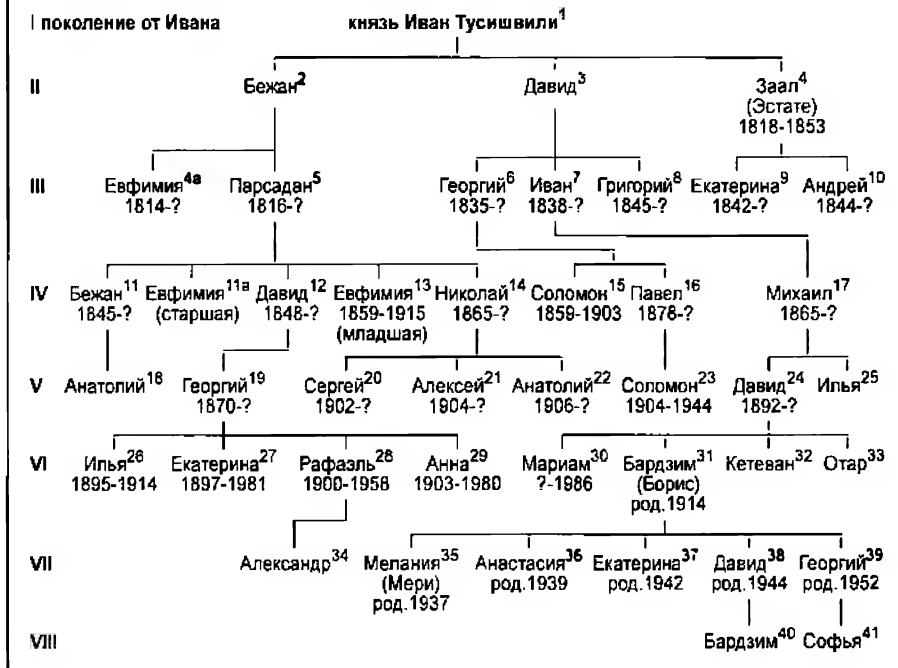 I поколение от Ивана князь Иван Тусишвили1
II Бежан2 Давид3 Заал4
(Эстате)
1818-1853
III Евфимия4а Парсадан5 Георгий6 Иван7 Григорий8 Екатерина9 Андрей10
1814-? 1816-? 1835-? 1838-? 1845-? 1842-? 1844-?
IV Бежан11 Евфимия11а Давид12 Евфимия13 Николай14 Соломон15 Павел16 Михаил17
1845-? (старшая) 1848-? 1859-1915 1865-? 1859-1903 1878-? 1865-?
(младшая)
V Анатолий18 Георгий19 Сергей20 Алексей21 Анатолий22 Соломон23 Давид24 Илья25
1870-? 1902-? 1904-? 1906-? 1904-1944 1892-?
VI Илья26 Екатерина27 Рафаэль28 Анна29 Мариам30 Бардзим31 Кетеван32 Отар33
1895-1914 1897-1981 1900-1958 1903-1980 ?-1986 (Борис)
род.1914
VII Александр34 Мелания35 Анастасия36 Екатерина37 Давид38 Георгий39
(Мери) род.1939 род.1942 род.1944 род.1952
род.1937
VIII Бардзим40 Софья41